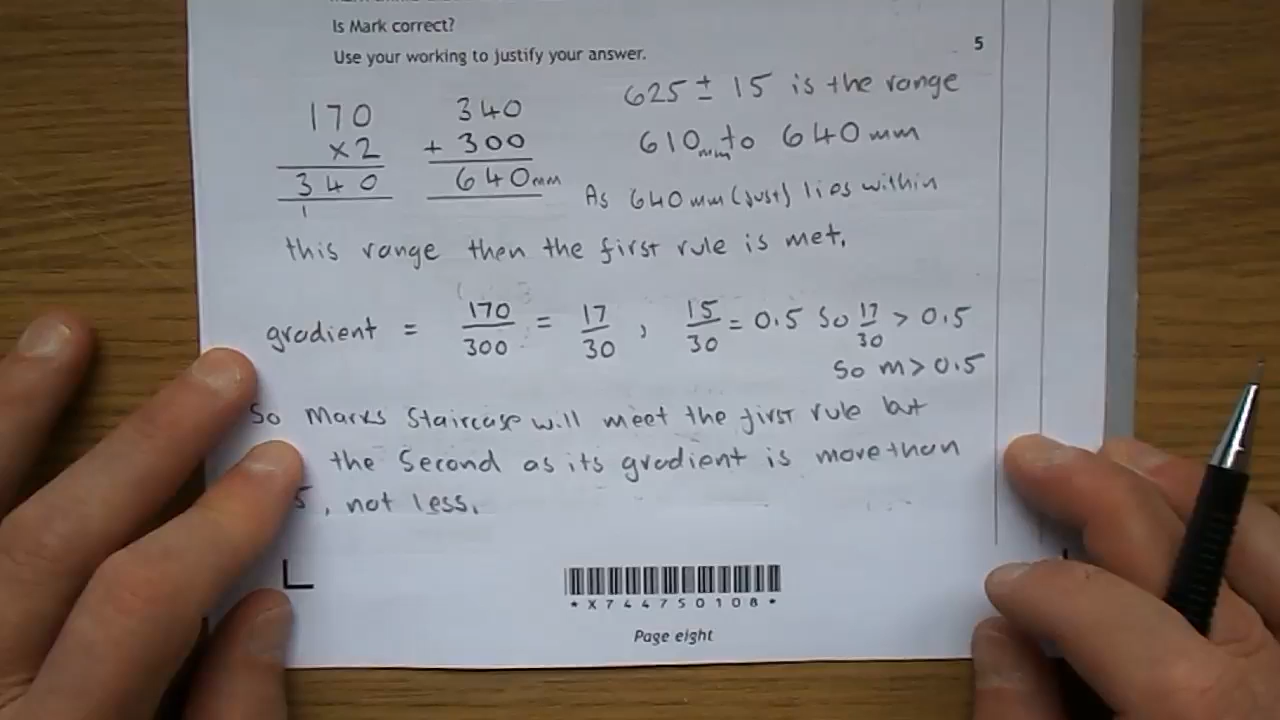 Is Mark correct?
Use your working to justify your answer.
5
170
×2
340
1
340
+ 300
640mm
625 ± 15 is the range
610mm to 640mm
As 640mm (just) lies within
this range then the first rule is met.
gradient = 170/300 = 17/30 , 15/30 = 0.5 so 17/30 > 0.5
So m > 0.5
So Marks Staircase will meet the first rule but
the Second as its gradient is more than
5, not less.
*X744750108*
Page eight